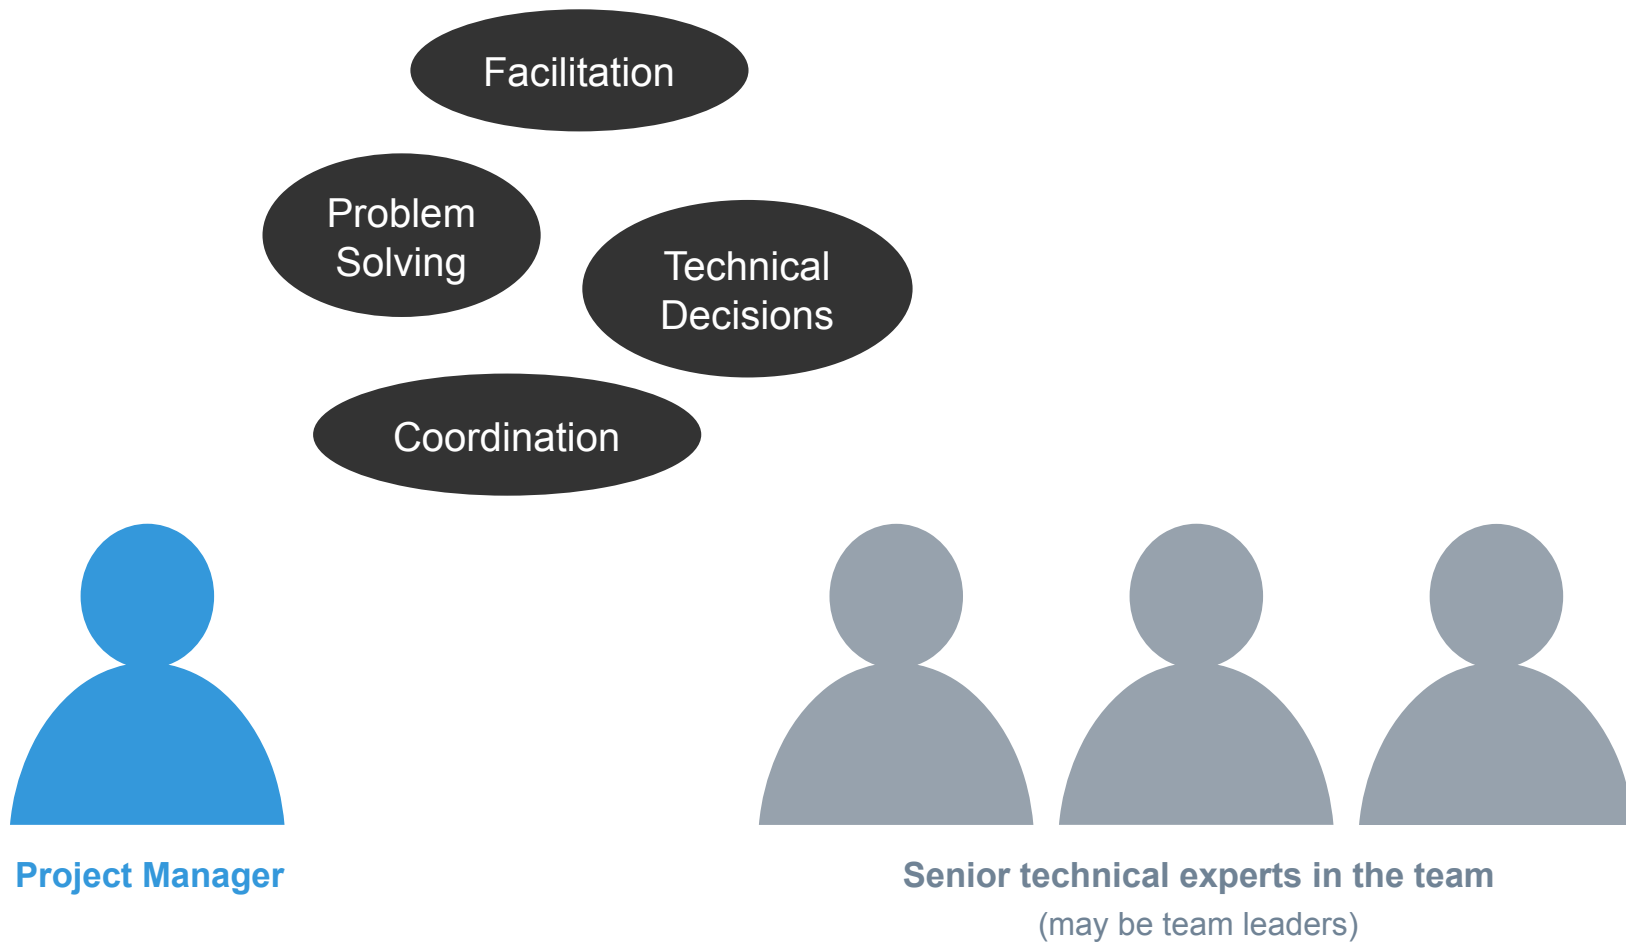 Facilitation
Problem
Solving
Technical
Decisions
Coordination
Project Manager
Senior technical experts in the team
(may be team leaders)